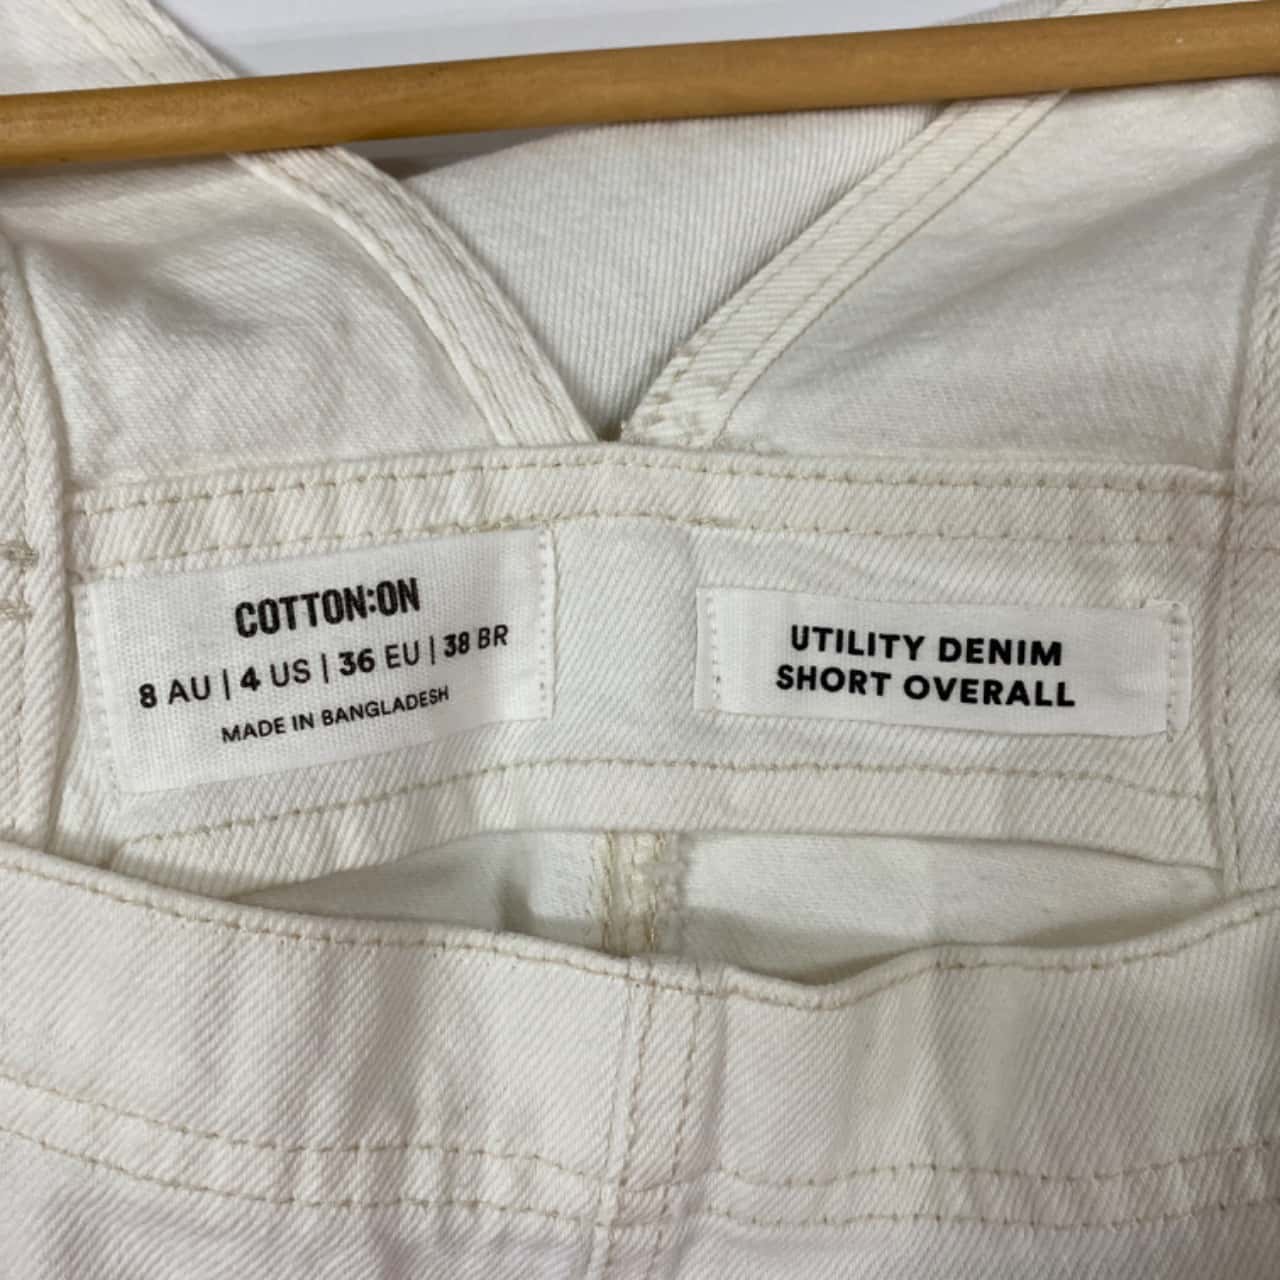 COTTON:ON
8 AU | 4 US | 36 EU | 38 BR
MADE IN BANGLADESH
UTILITY DENIM
SHORT OVERALL